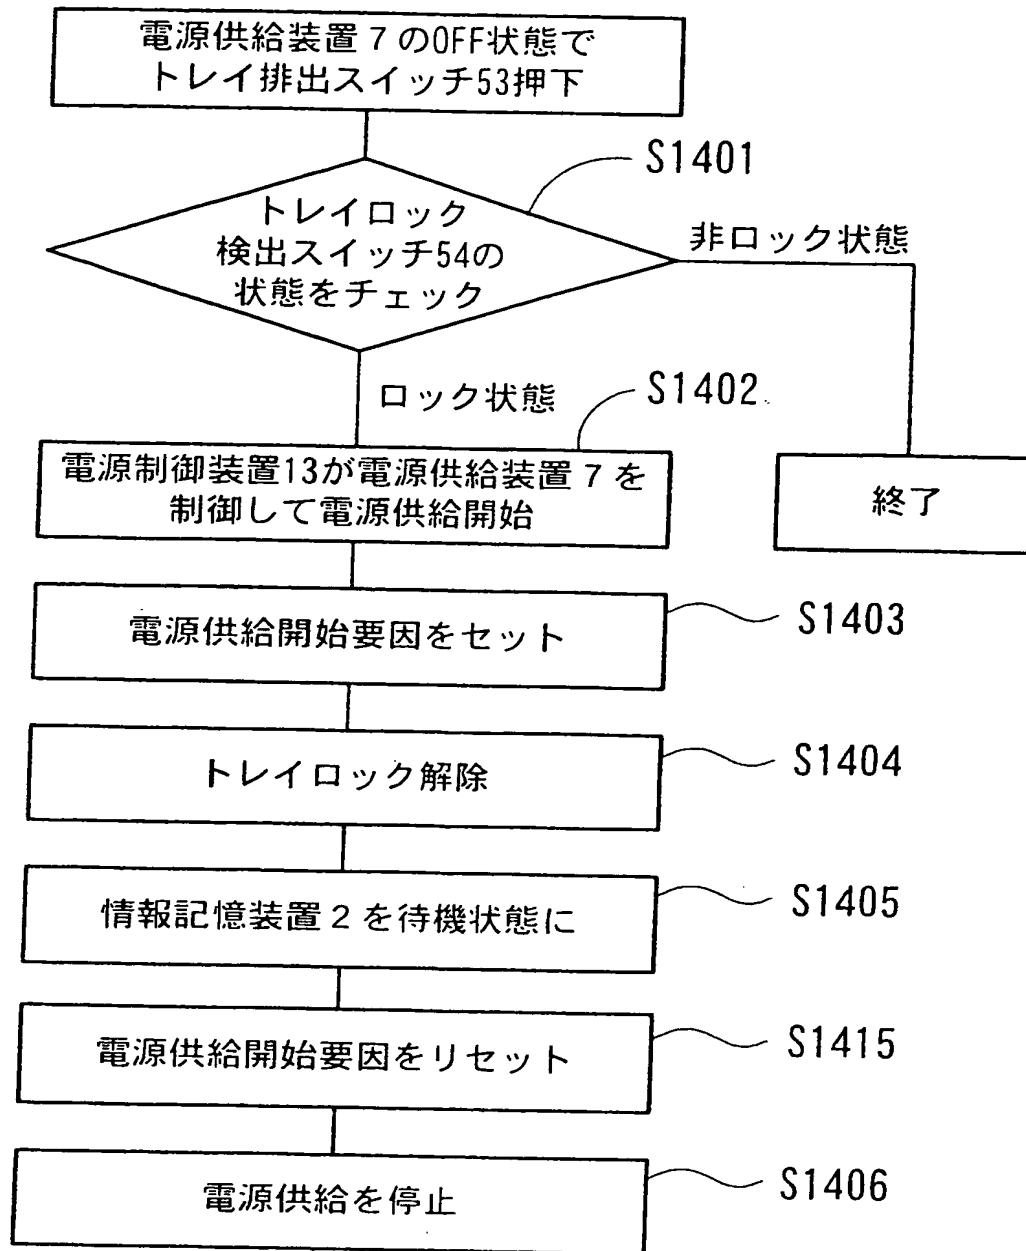 電源供給装置7のOFF状態で
トレイ排出スイッチ53押下
S1401
トレイロック
検出スイッチ54の
状態をチェック
非ロック状態
ロック状態
S1402
電源制御装置13が電源供給装置7を
制御して電源供給開始
終了
電源供給開始要因をセット
S1403
トレイロック解除
S1404
情報記憶装置2を待機状態に
S1405
電源供給開始要因をリセット
S1415
電源供給を停止
S1406